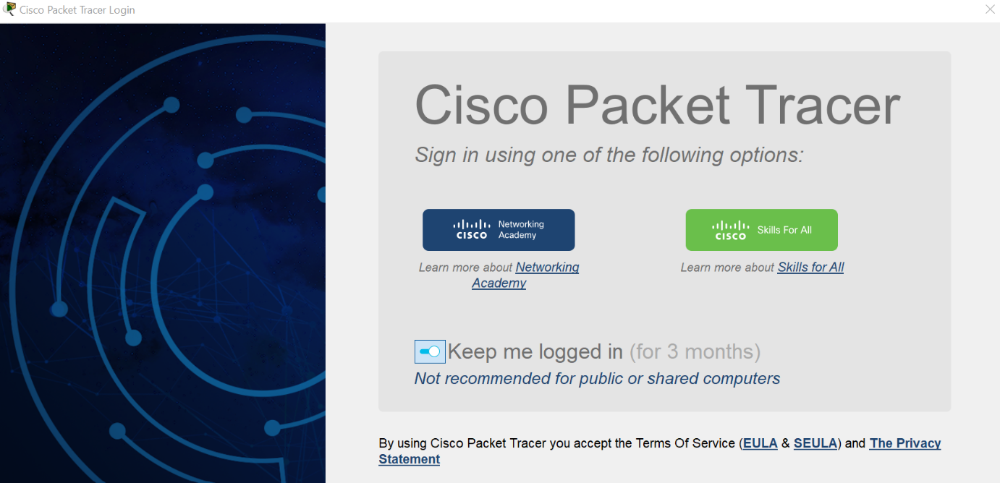 Cisco Packet Tracer Login
Cisco Packet Tracer
Sign in using one of the following options:
CISCO Networking Academy
CISCO Skills For All
Learn more about Networking Academy
Learn more about Skills for All
Keep me logged in (for 3 months)
Not recommended for public or shared computers
By using Cisco Packet Tracer you accept the Terms Of Service (EULA & SEULA) and The Privacy
Statement